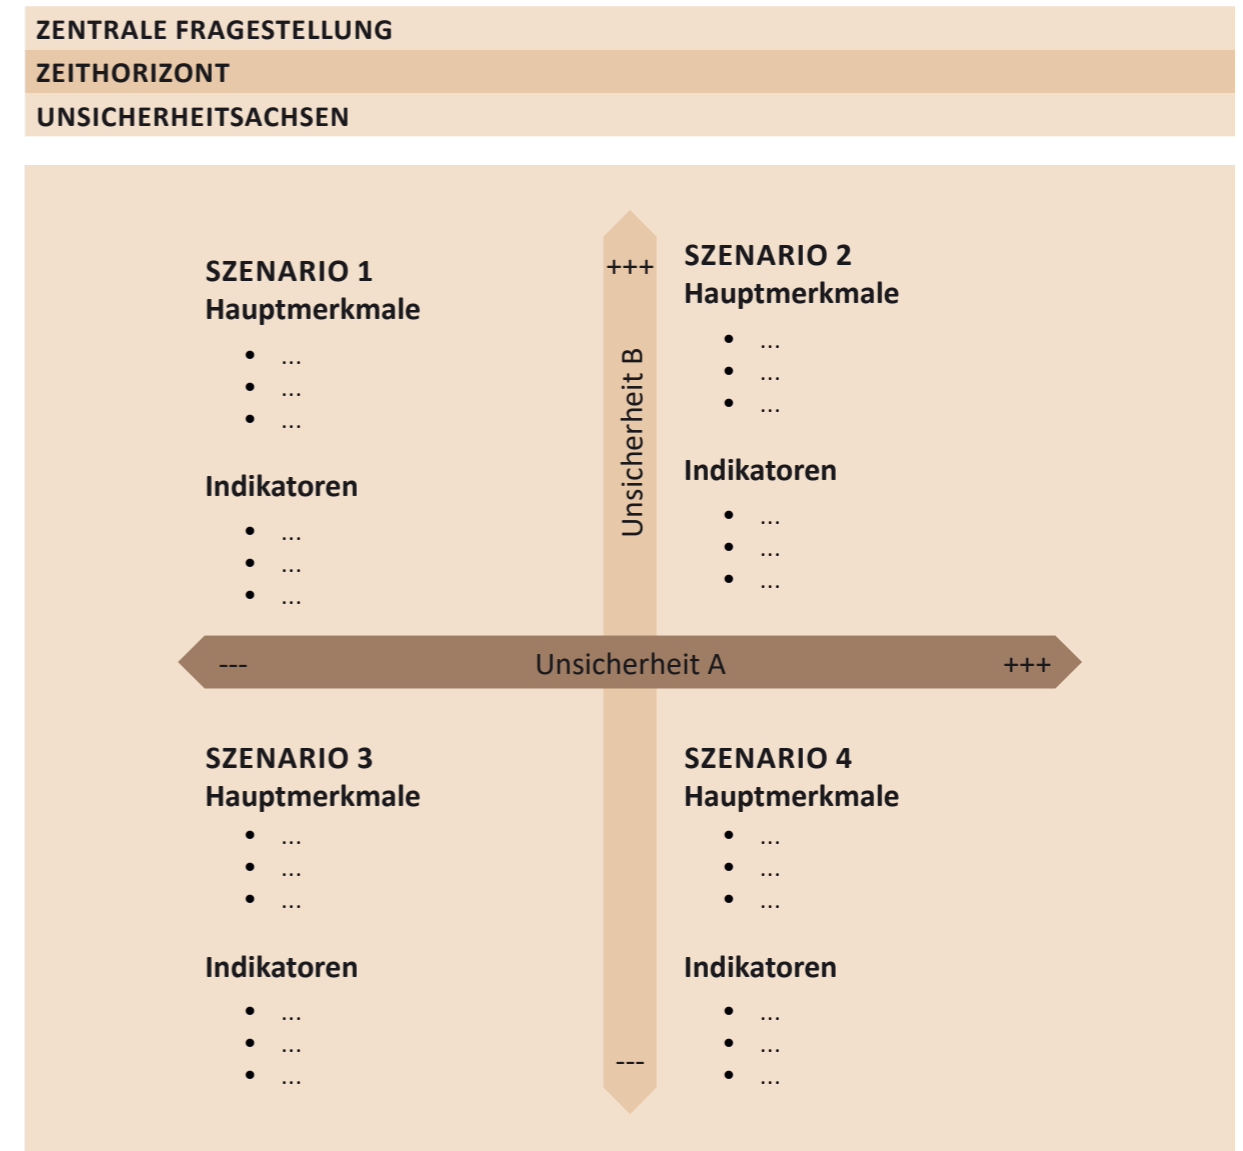 ZENTRALE FRAGESTELLUNG
ZEITHORIZONT
UNSICHERHEITSACHSEN
SZENARIO 1
Hauptmerkmale
• ...
• ...
• ...
Indikatoren
• ...
• ...
• ...
+++
Unsicherheit B
SZENARIO 2
Hauptmerkmale
• ...
• ...
• ...
Indikatoren
• ...
• ...
• ...
--- Unsicherheit A +++
SZENARIO 3
Hauptmerkmale
• ...
• ...
• ...
Indikatoren
• ...
• ...
• ...
---
SZENARIO 4
Hauptmerkmale
• ...
• ...
• ...
Indikatoren
• ...
• ...
• ...